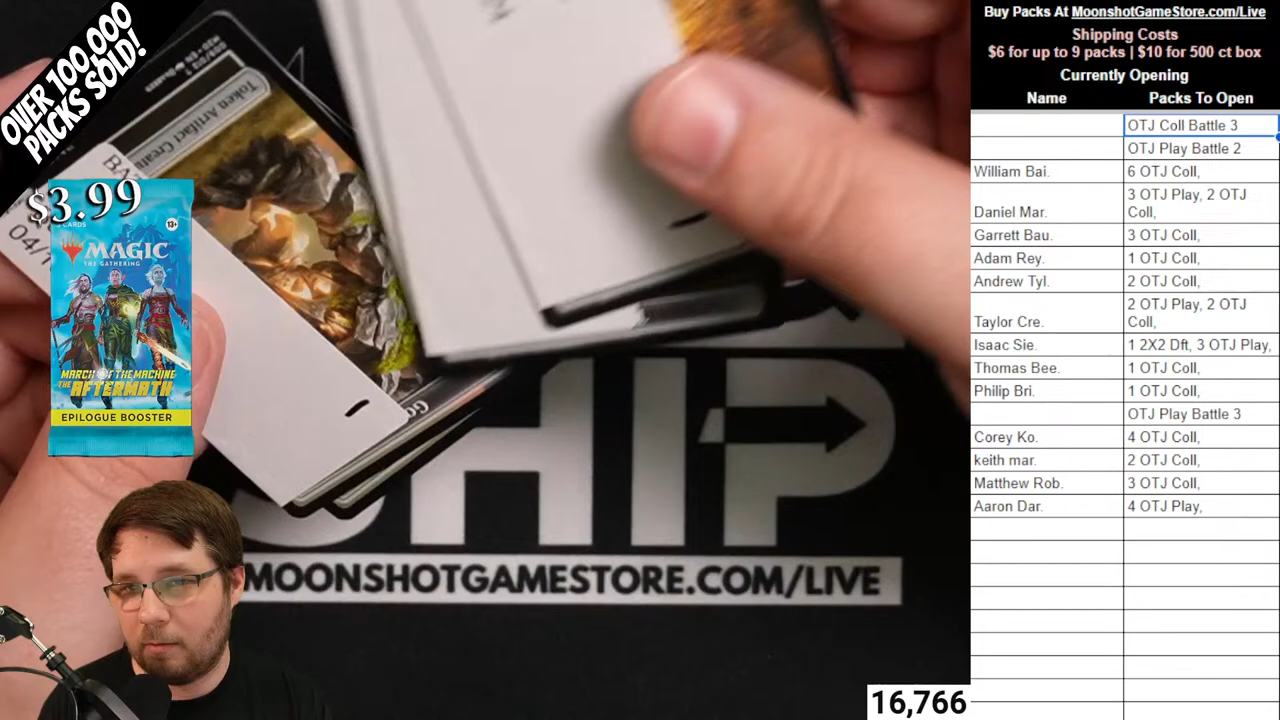 OVER 100,000
PACKS SOLD!
$3.99
CARDS
13+
MAGIC
THE GATHERING
MARCH OF THE MACHINE
THE AFTERMATH
EPILOGUE BOOSTER
Token Artifact Creatu
BA
04/1
SHIP
MOONSHOTGAMESTORE.COM/LIVE
16,766
Buy Packs At MoonshotGameStore.com/Live
Shipping Costs
$6 for up to 9 packs | $10 for 500 ct box
Currently Opening
Name Packs To Open
OTJ Coll Battle 3
OTJ Play Battle 2
William Bai. 6 OTJ Coll,
3 OTJ Play, 2 OTJ
Daniel Mar. Coll,
Garrett Bau. 3 OTJ Coll,
Adam Rey. 1 OTJ Coll,
Andrew Tyl. 2 OTJ Coll,
2 OTJ Play, 2 OTJ
Taylor Cre. Coll,
Isaac Sie. 1 2X2 Dft, 3 OTJ Play,
Thomas Bee. 1 OTJ Coll,
Philip Bri. 1 OTJ Coll,
OTJ Play Battle 3
Corey Ko. 4 OTJ Coll,
keith mar. 2 OTJ Coll,
Matthew Rob. 3 OTJ Coll,
Aaron Dar. 4 OTJ Play,